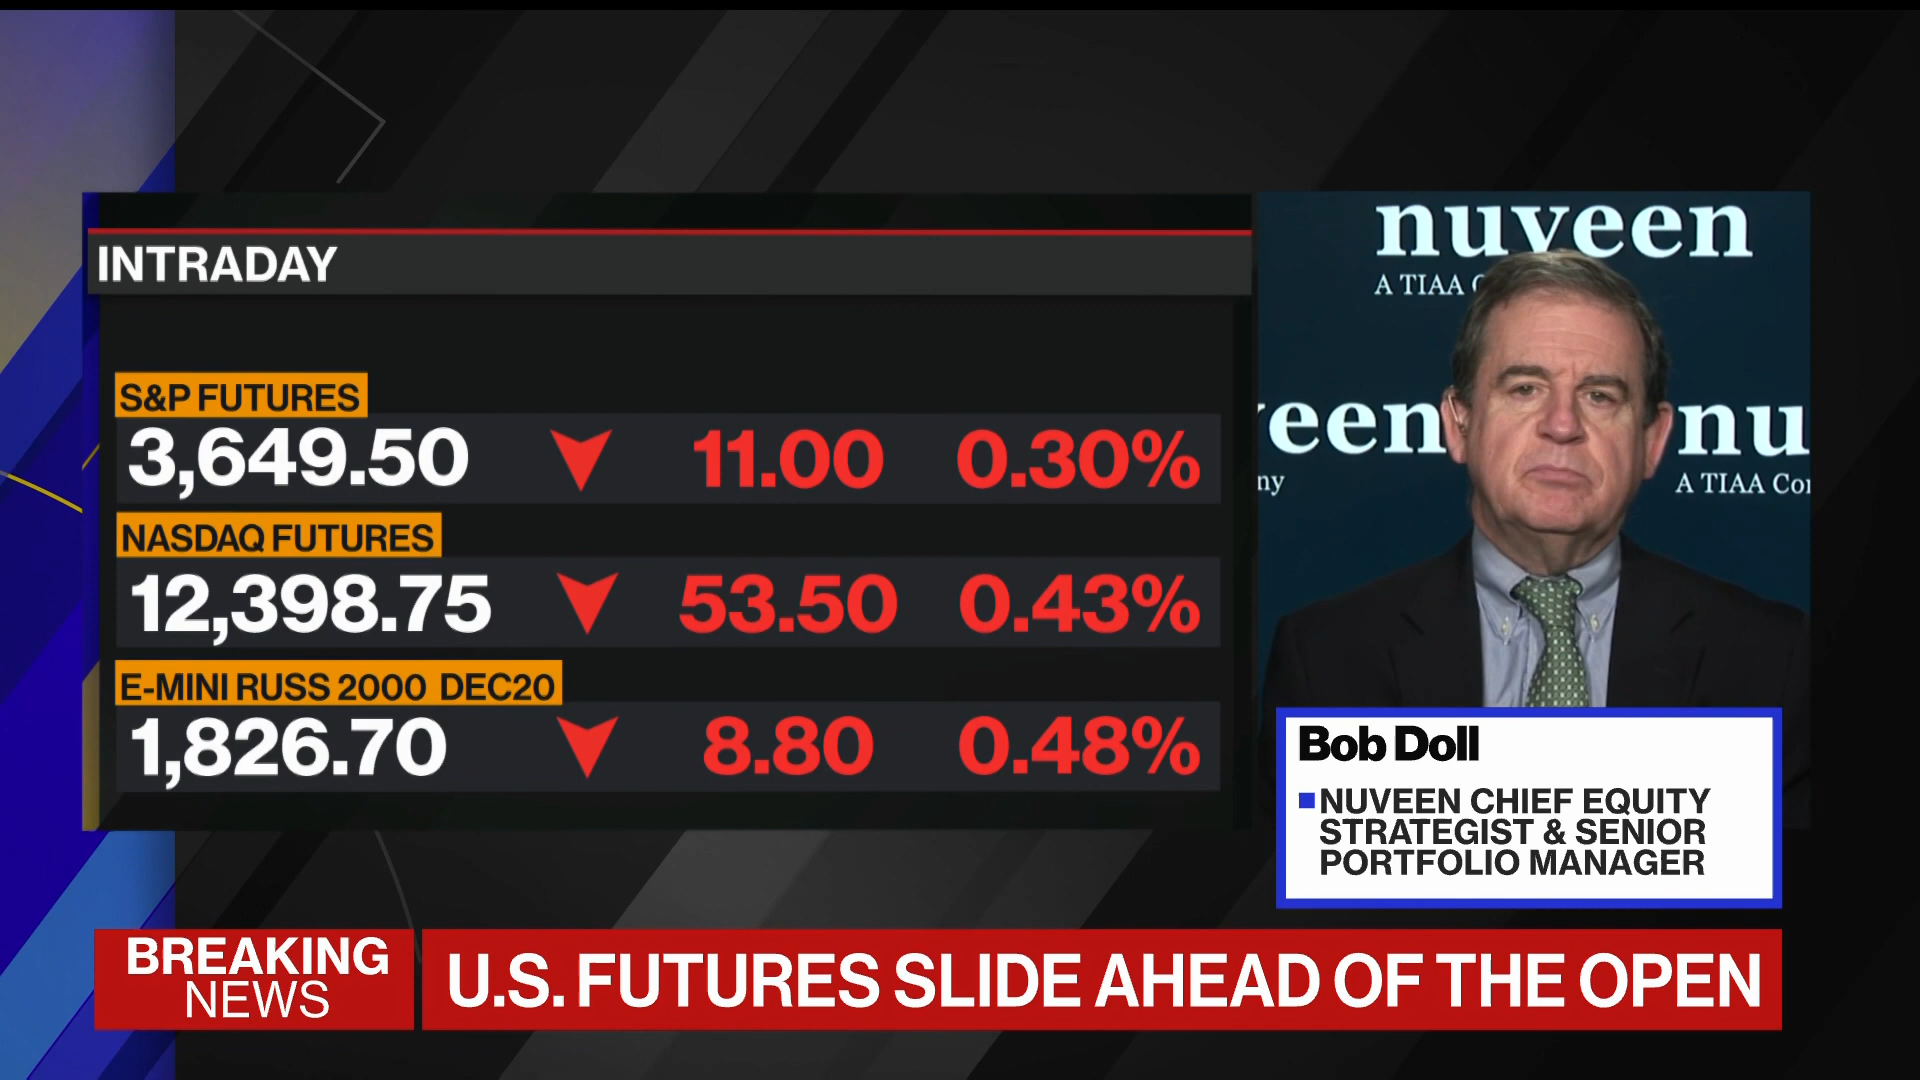 INTRADAY
S&P FUTURES
3,649.50 11.00 0.30%
NASDAQ FUTURES
12,398.75 53.50 0.43%
E-MINI RUSS 2000 DEC20
1,826.70 8.80 0.48%
nuveen
A TIAA C
veen
nu
ny
A TIAA Cor
Bob Doll
NUVEEN CHIEF EQUITY
STRATEGIST & SENIOR
PORTFOLIO MANAGER
BREAKING
NEWS
U.S. FUTURES SLIDE AHEAD OF THE OPEN